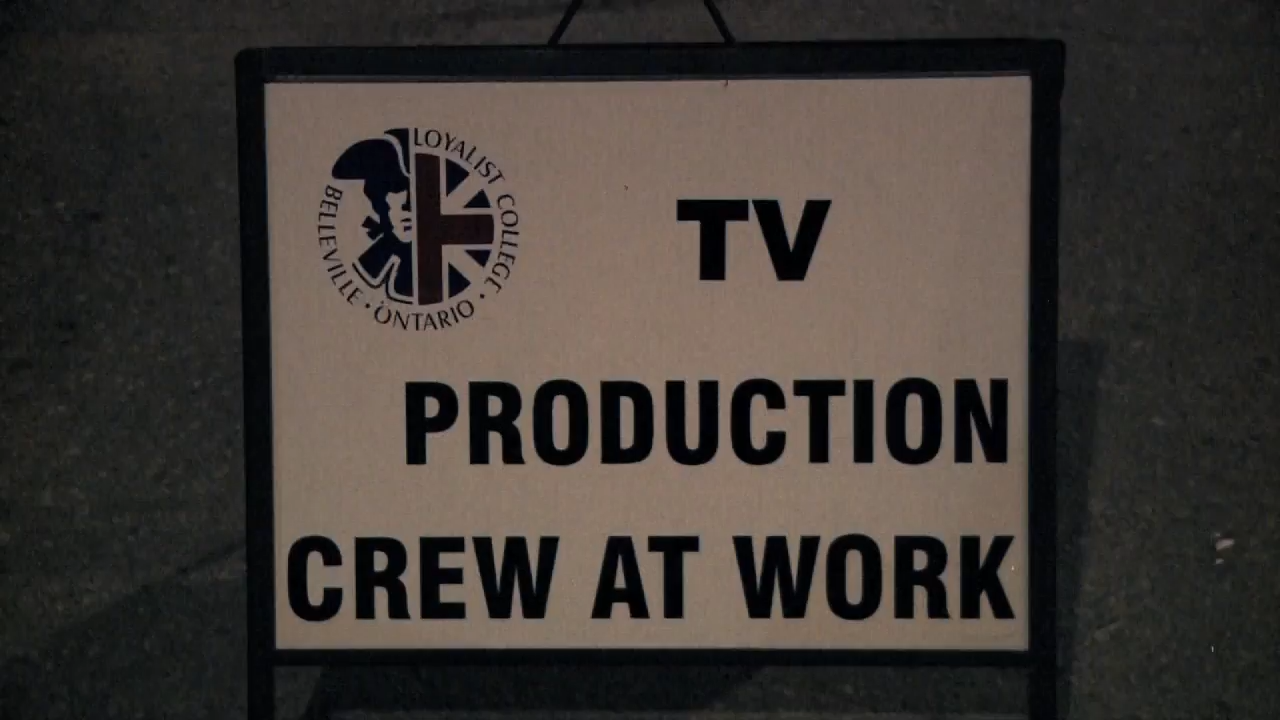 LOYALIST COLLEGE
BELLEVILLE • ONTARIO •
TV
PRODUCTION
CREW AT WORK